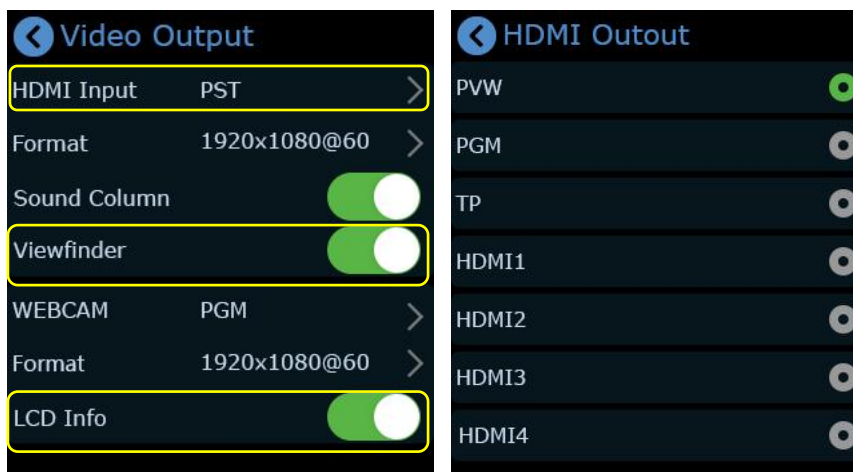 Video Output
HDMI Input PST
Format 1920x1080@60
Sound Column
Viewfinder
WEBCAM PGM
Format 1920x1080@60
LCD Info
HDMI Outout
PVW
PGM
TP
HDMI1
HDMI2
HDMI3
HDMI4